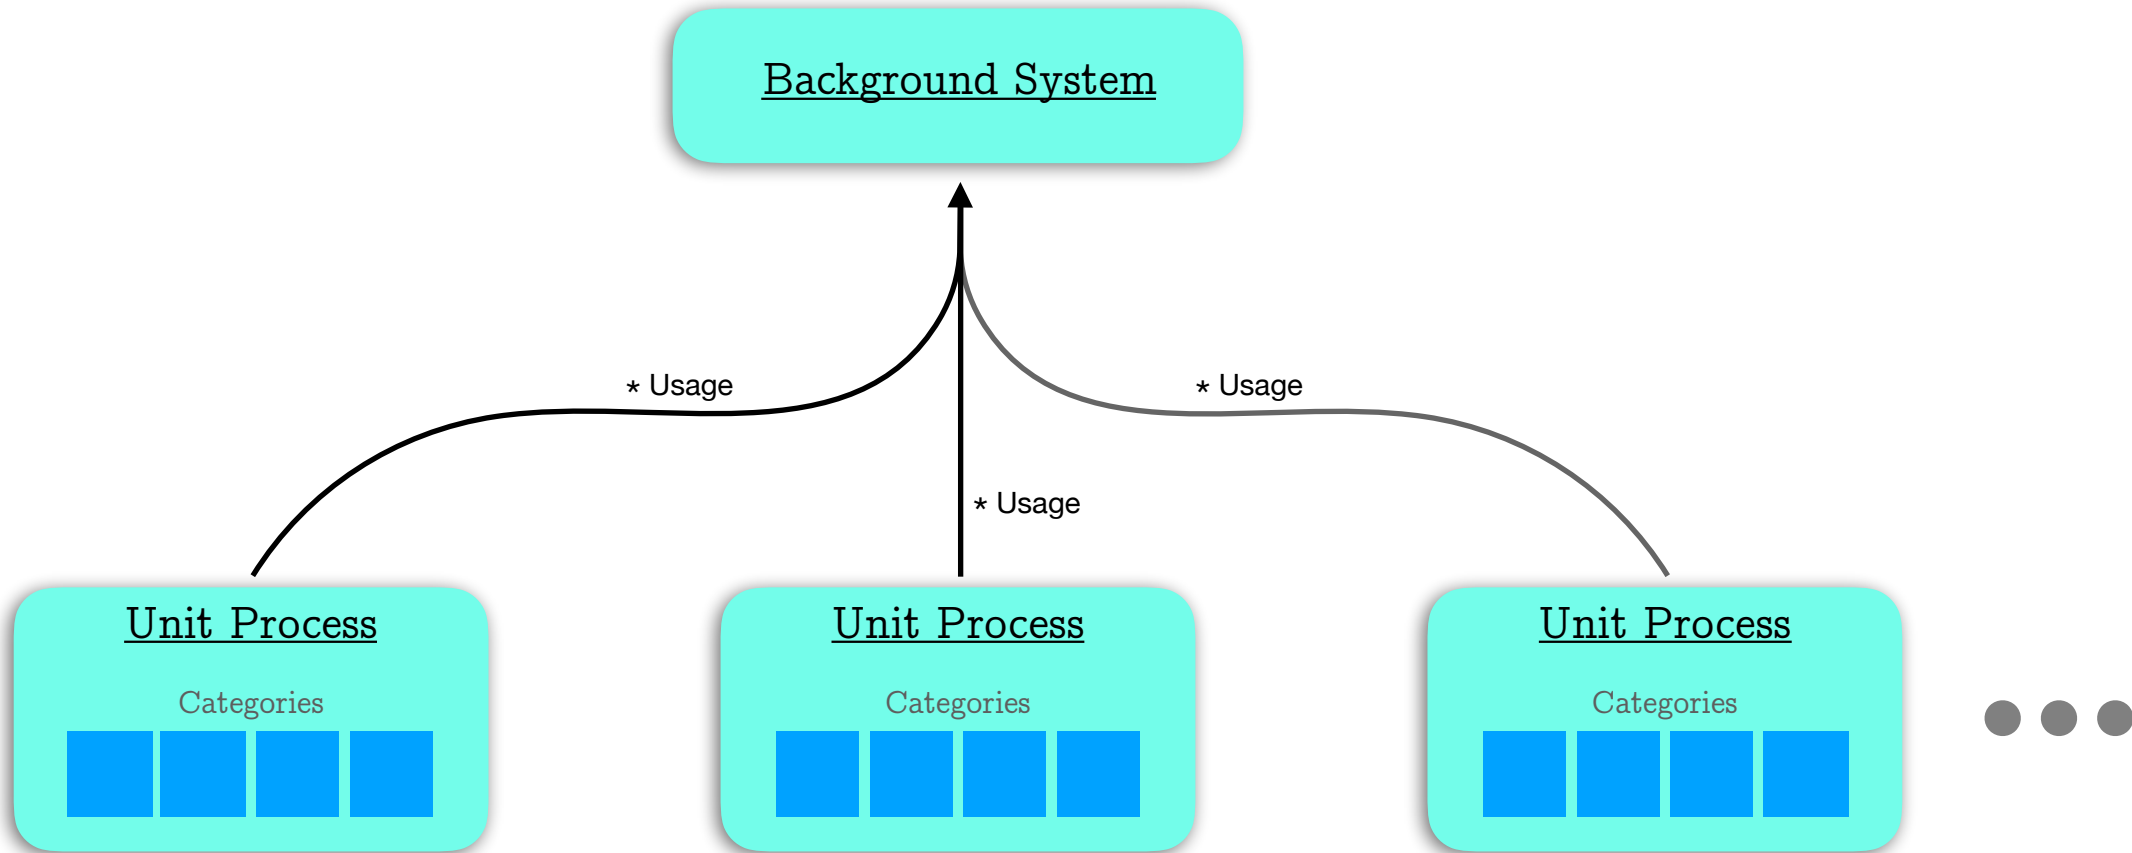 Background System
* Usage
* Usage
* Usage
Unit Process
Unit Process
Unit Process
Categories
Categories
Categories